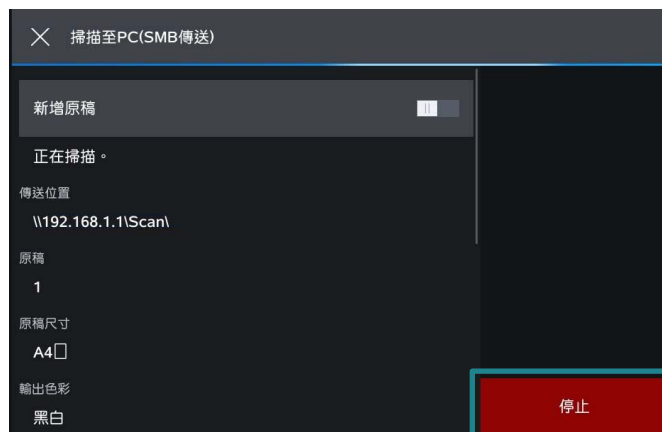 掃描至PC(SMB傳送)
新增原稿
正在掃描。
傳送位置
\\192.168.1.1\Scan\
原稿
1
原稿尺寸
A4
輸出色彩
黑白
停止